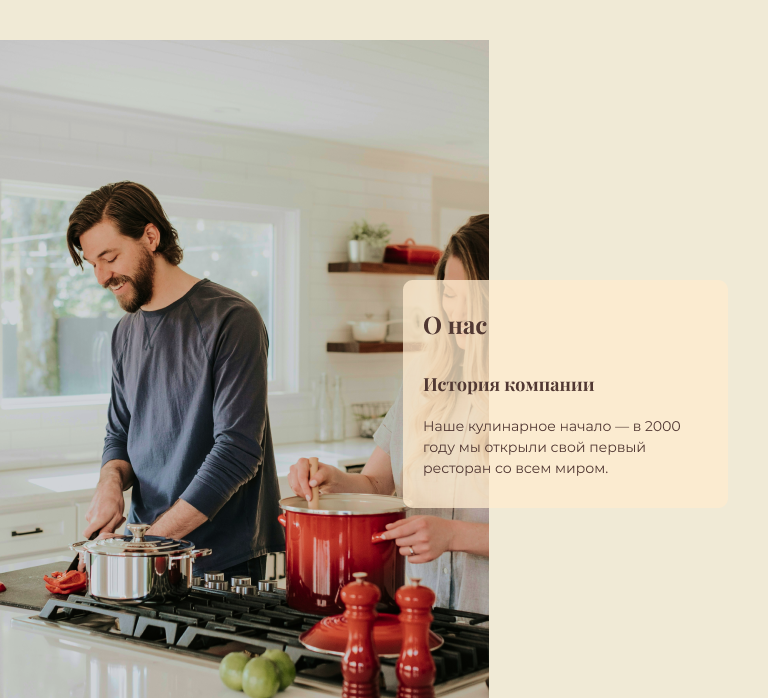 О нас
История компании
Наше кулинарное начало — в 2000
году мы открыли свой первый
ресторан со всем миром.